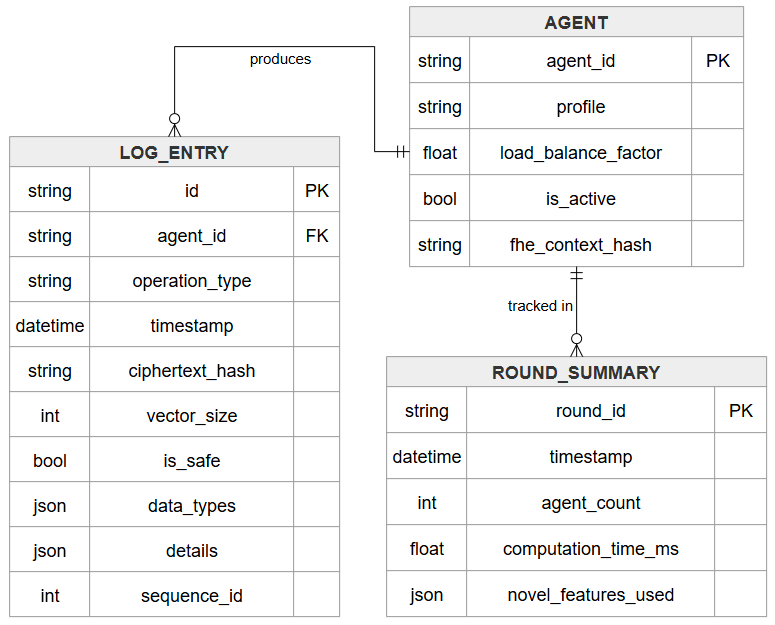 AGENT
string agent_id PK
string profile
float load_balance_factor
bool is_active
string fhe_context_hash
produces
LOG_ENTRY
string id PK
string agent_id FK
string operation_type
datetime timestamp
string ciphertext_hash
int vector_size
bool is_safe
json data_types
json details
int sequence_id
tracked in
ROUND_SUMMARY
string round_id PK
datetime timestamp
int agent_count
float computation_time_ms
json novel_features_used